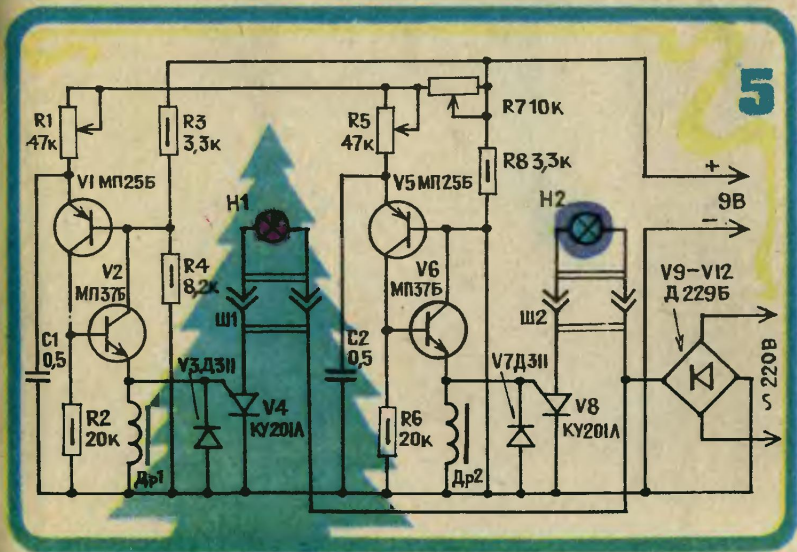 5
R1
47к
R3
3,3к
R5
47к
R7 10к
R8 3,3к
V1 МП25Б
V5 МП25Б
+
9В
-
H1
H2
V2
МП37Б
R4
8,2к
V6
МП37Б
V9-V12
Д229Б
C1
0,5
Ш1
C2
0,5
Ш2
~220В
V3 Д311
V7 Д311
R2
20к
V4
КУ201А
R6
20к
V8
КУ201А
Др1
Др2